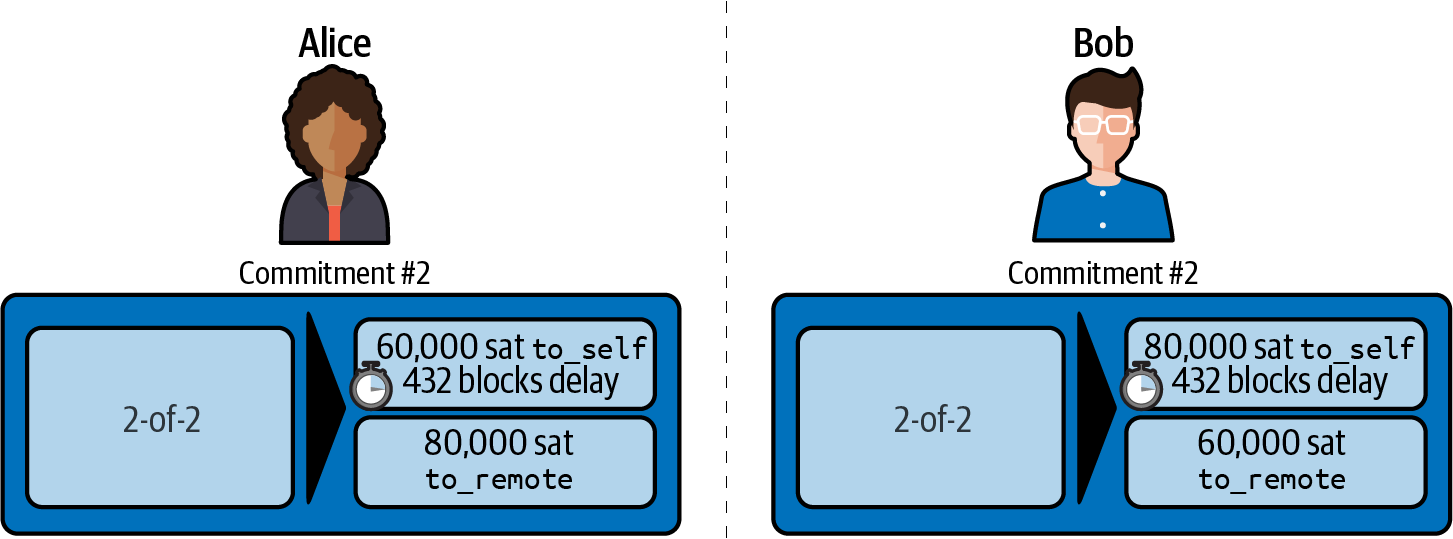 Alice
Commitment #2
2-of-2
60,000 sat to_self
432 blocks delay
80,000 sat
to_remote
Bob
Commitment #2
2-of-2
80,000 sat to_self
432 blocks delay
60,000 sat
to_remote